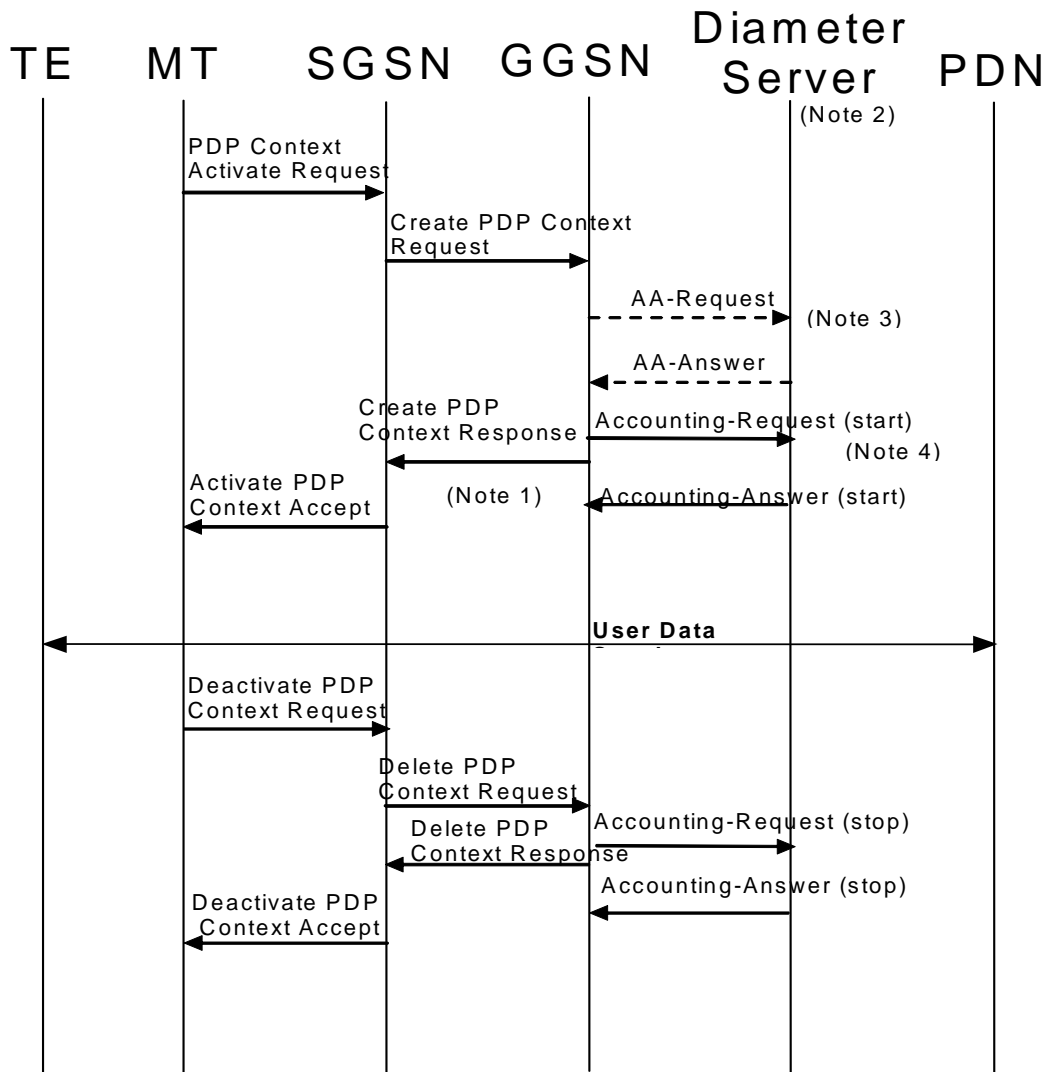 TE MT SGSN GGSN Diameter Server PDN
(Note 2)
PDP Context
Activate Request
Create PDP Context
Request
AA-Request
(Note 3)
AA-Answer
Create PDP
Context Response
Accounting-Request (start)
(Note 4)
Activate PDP
Context Accept
(Note 1)
Accounting-Answer (start)
User Data
Deactivate PDP
Context Request
Delete PDP
Context Request
Delete PDP
Context Response
Accounting-Request (stop)
Accounting-Answer (stop)
Deactivate PDP
Context Accept